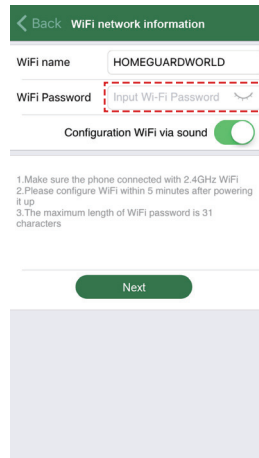 Back WiFi network information
WiFi name HOMEGUARDWORLD
WiFi Password Input Wi-Fi Password
Configuration WiFi via sound
1.Make sure the phone connected with 2.4GHz WiFi
2.Please configure WiFi within 5 minutes after powering
it up
3.The maximum length of WiFi password is 31
characters
Next